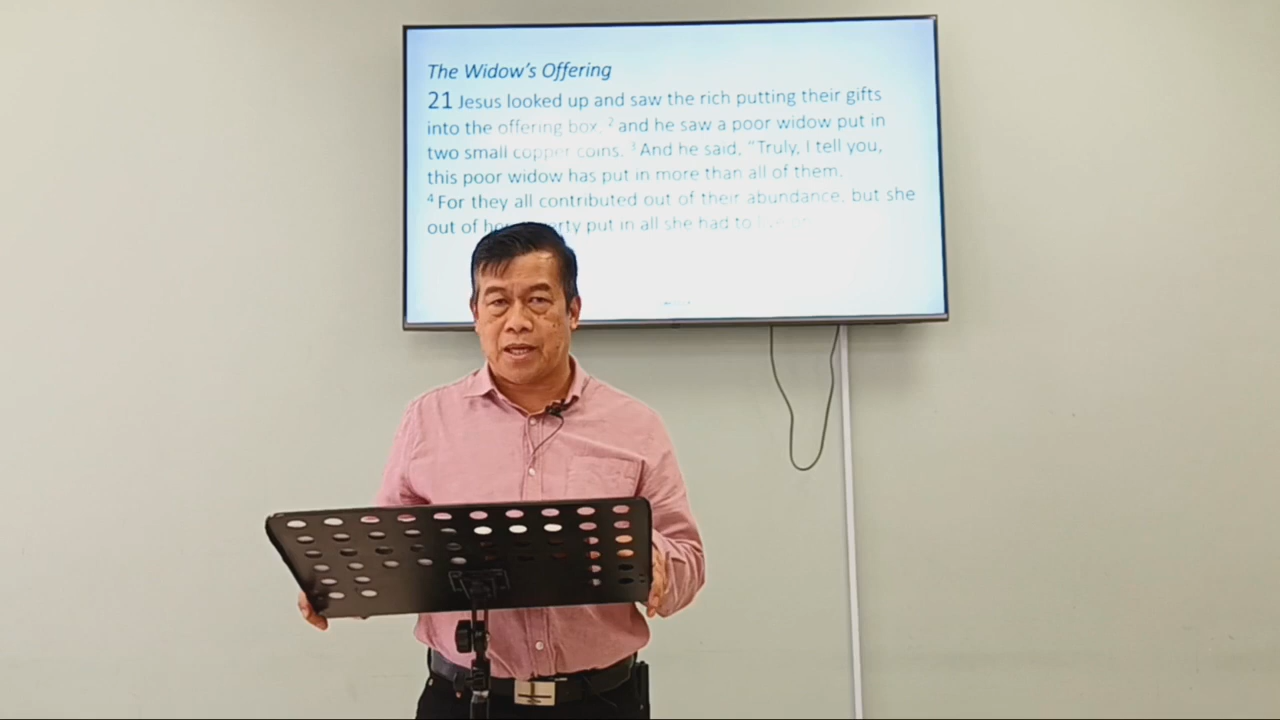 The Widow's Offering
21 Jesus looked up and saw the rich putting their gifts
into the offering box, 2 and he saw a poor widow put in
two small copper coins. 3 And he said, "Truly, I tell you,
this poor widow has put in more than all of them.
4 For they all contributed out of their abundance, but she
out of put in all she had to